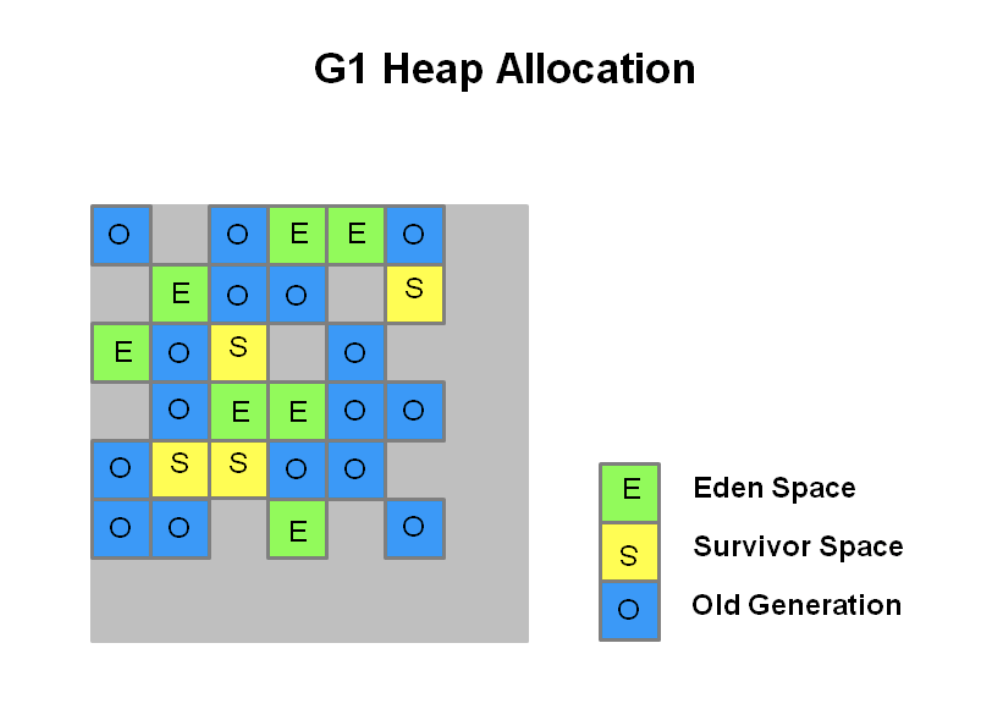 G1 Heap Allocation
O O E E O
E O O S
E O S O
O E E O O
O S S O O
O O E O
E Eden Space
S Survivor Space
O Old Generation